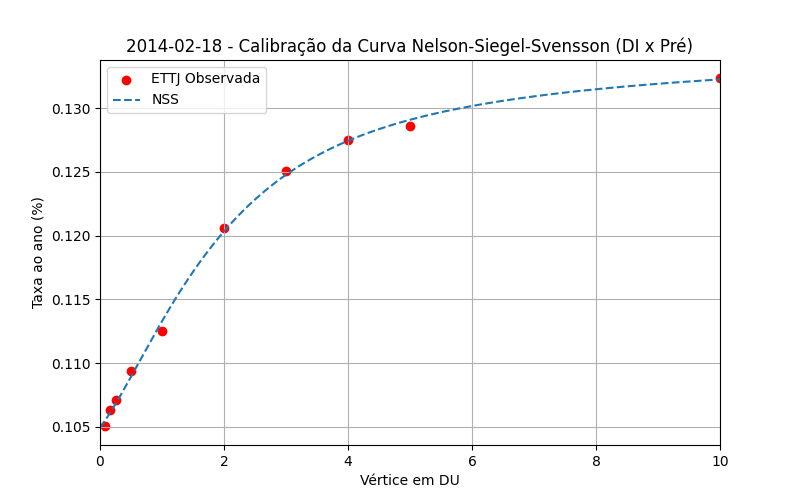 2014-02-18 - Calibração da Curva Nelson-Siegel-Svensson (DI x Pré)
ETTJ Observada
NSS
Taxa ao ano (%)
0.130
0.125
0.120
0.115
0.110
0.105
0 2 4 6 8 10
Vértice em DU